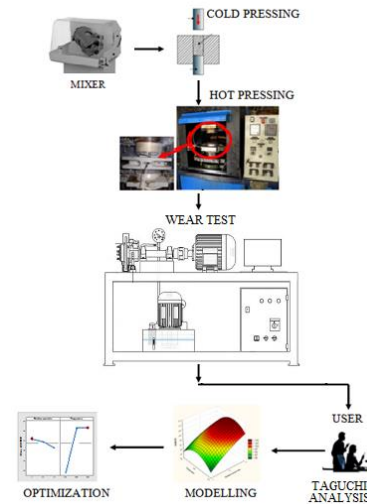 COLD PRESSING
MIXER
HOT PRESSING
WEAR TEST
USER
TAGUCHI
ANALYSIS
MODELLING
OPTIMIZATION